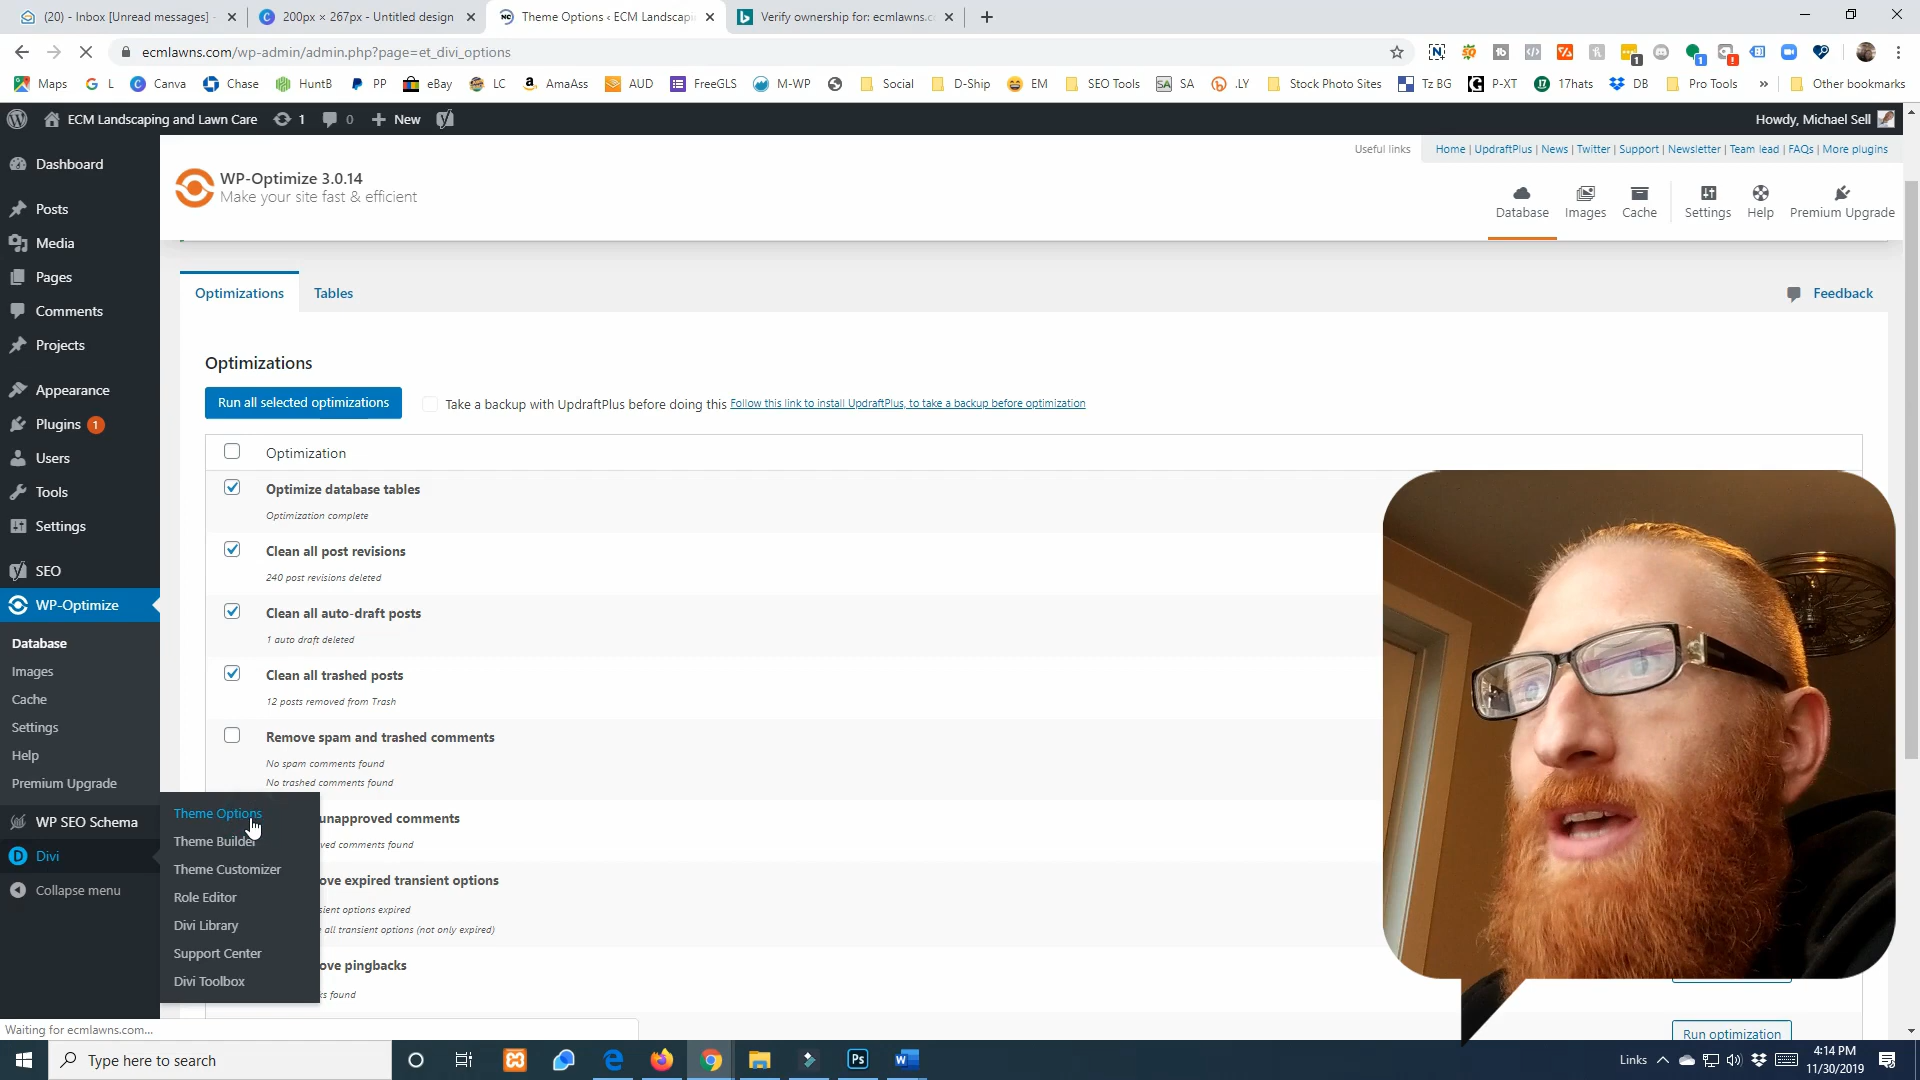 (20) - Inbox [Unread messages] -
200px × 267px - Untitled design
Theme Options ‹ ECM Landscapi
Verify ownership for: ecmlawns.c
ecmlawns.com/wp-admin/admin.php?page=et_divi_options
Maps
G L
Canva
Chase
HuntB
PP
eBay
LC
AmaAss
AUD
FreeGLS
M-WP
Social
D-Ship
EM
SEO Tools
SA SA
.LY
Stock Photo Sites
Tz BG
P-XT
17hats
DB
Pro Tools
»
Other bookmarks
ECM Landscaping and Lawn Care
1
0
+ New
Howdy, Michael Sell
Dashboard
Posts
Media
Pages
Comments
Projects
Appearance
Plugins 1
Users
Tools
Settings
SEO
WP-Optimize
Database
Images
Cache
Settings
Help
Premium Upgrade
WP SEO Schema
Divi
Collapse menu
Theme Options
Theme Builder
Theme Customizer
Role Editor
Divi Library
Support Center
Divi Toolbox
WP-Optimize 3.0.14
Make your site fast & efficient
Useful links
Home | UpdraftPlus | News | Twitter | Support | Newsletter | Team lead | FAQs | More plugins
Database
Images
Cache
Settings
Help
Premium Upgrade
Optimizations
Tables
Feedback
Optimizations
Run all selected optimizations
Take a backup with UpdraftPlus before doing this Follow this link to install UpdraftPlus, to take a backup before optimization
Optimization
Optimize database tables
Optimization complete
Clean all post revisions
240 post revisions deleted
Clean all auto-draft posts
1 auto draft deleted
Clean all trashed posts
12 posts removed from Trash
Remove spam and trashed comments
No spam comments found
No trashed comments found
unapproved comments
ved comments found
ove expired transient options
sient options expired
all transient options (not only expired)
ove pingbacks
ks found
Run optimization
Waiting for ecmlawns.com...
Type here to search
Ps
Links
4:14 PM
11/30/2019